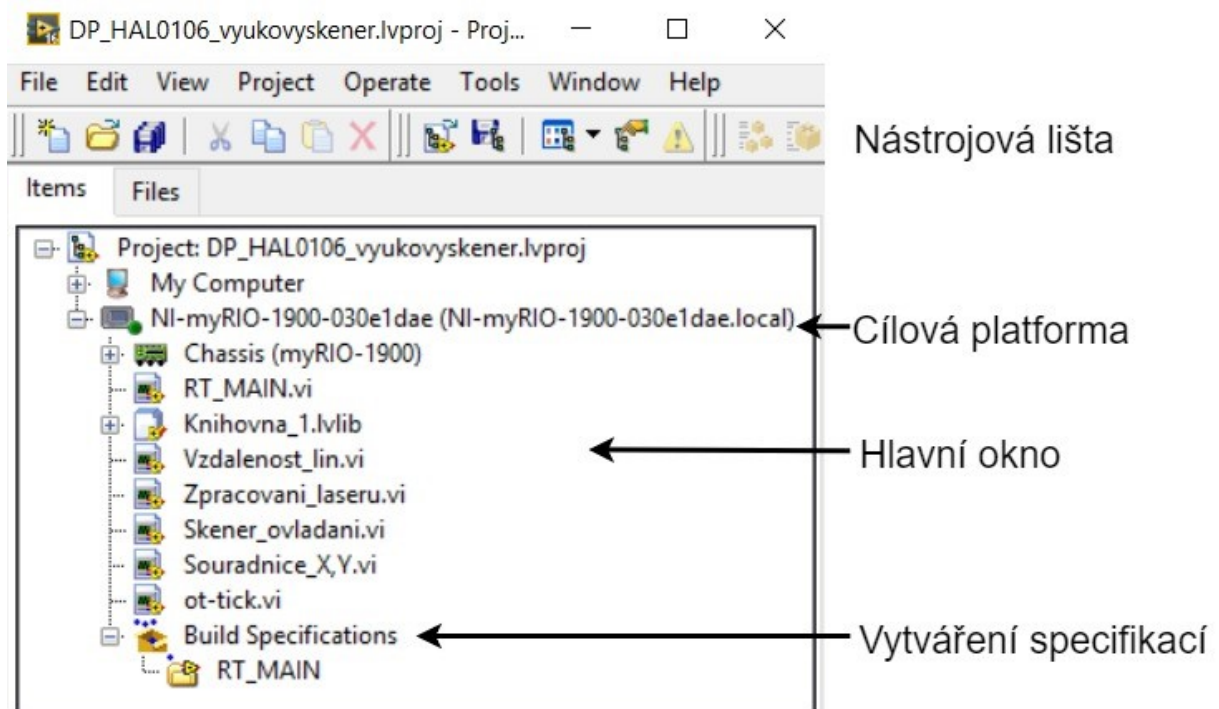 DP_HAL0106_vyukovyskener.lvproj - Proj...
File Edit View Project Operate Tools Window Help
Nástrojová lišta
Items Files
Project: DP_HAL0106_vyukovyskener.lvproj
My Computer
NI-myRIO-1900-030e1dae (NI-myRIO-1900-030e1dae.local)
Cílová platforma
Chassis (myRIO-1900)
RT_MAIN.vi
Knihovna_1.lvlib
Hlavní okno
Vzdalenost_lin.vi
Zpracovani_laseru.vi
Skener_ovladani.vi
Souradnice_X,Y.vi
ot-tick.vi
Build Specifications
Vytváření specifikací
RT_MAIN